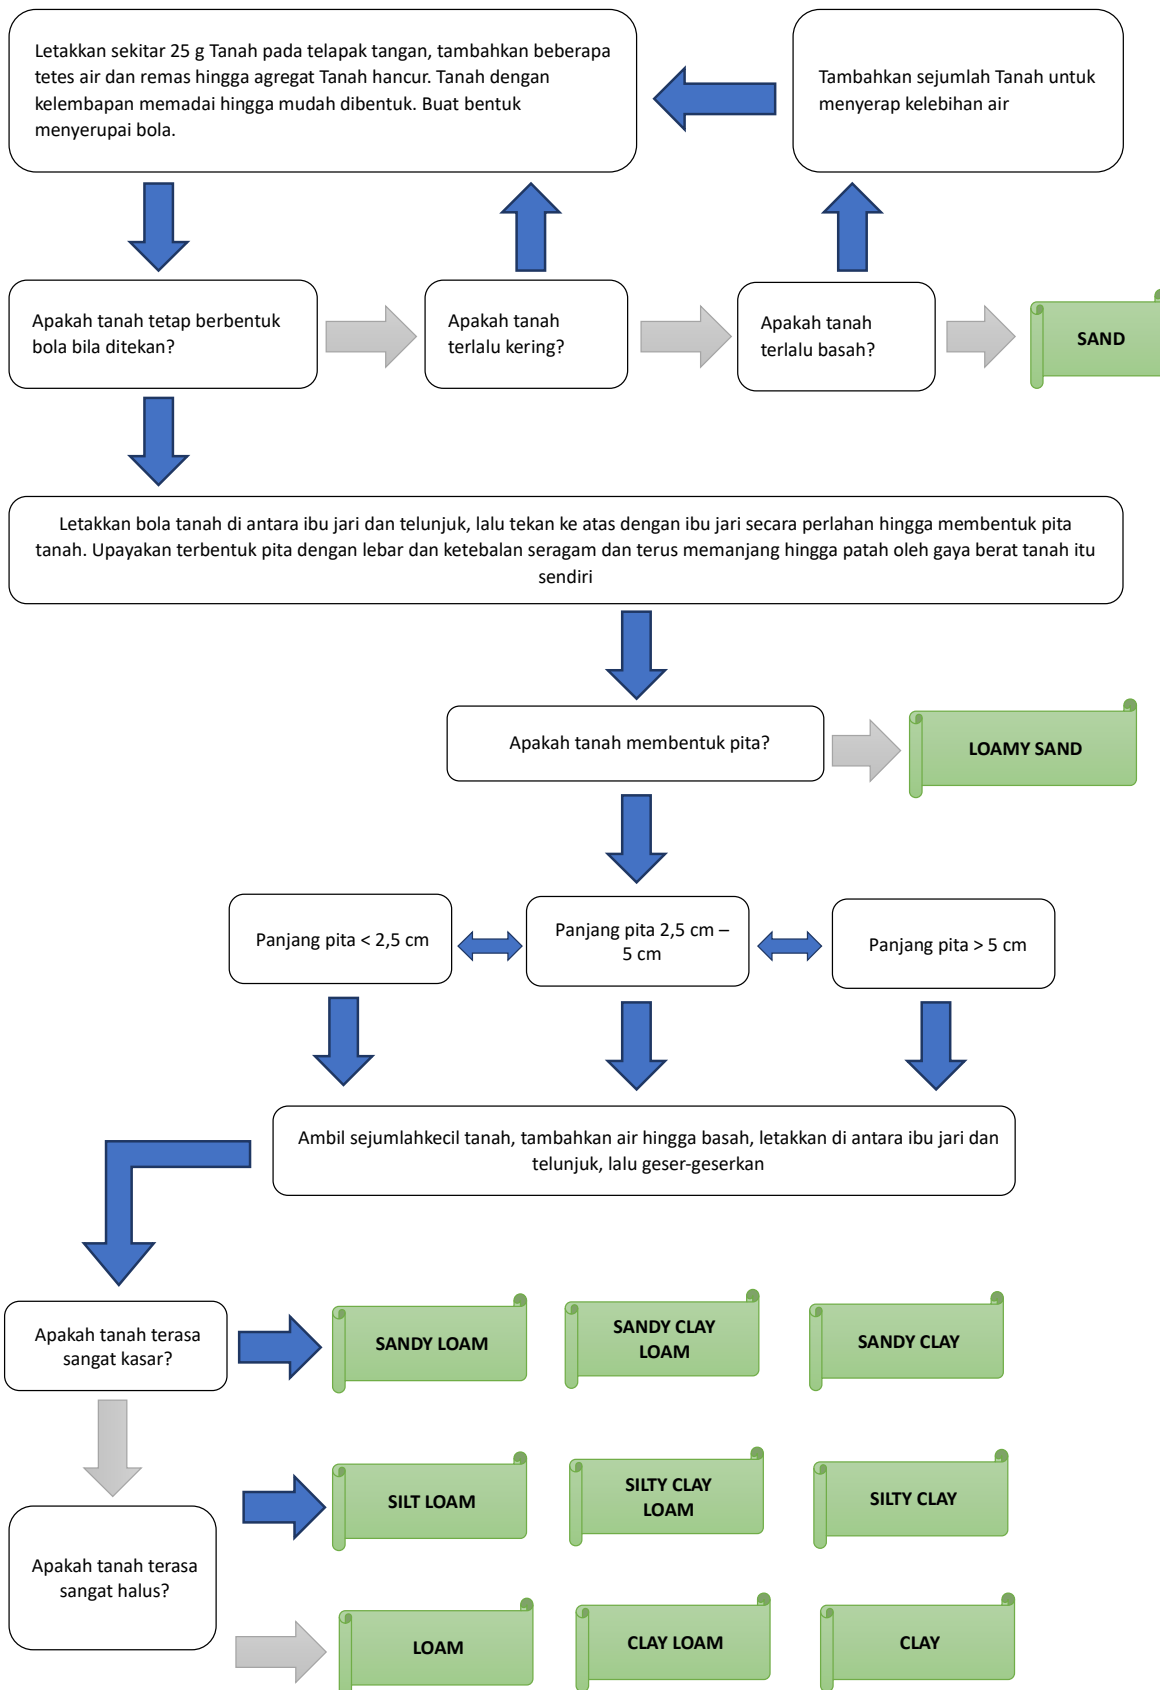 Letakkan sekitar 25 g Tanah pada telapak tangan, tambahkan beberapa
tetes air dan remas hingga agregat Tanah hancur. Tanah dengan
kelembapan memadai hingga mudah dibentuk. Buat bentuk
menyerupai bola.
Tambahkan sejumlah Tanah untuk
menyerap kelebihan air
Apakah tanah tetap berbentuk
bola bila ditekan?
Apakah tanah
terlalu kering?
Apakah tanah
terlalu basah?
SAND
Letakkan bola tanah di antara ibu jari dan telunjuk, lalu tekan ke atas dengan ibu jari secara perlahan hingga membentuk pita
tanah. Upayakan terbentuk pita dengan lebar dan ketebalan seragam dan terus memanjang hingga patah oleh gaya berat tanah itu
sendiri
Apakah tanah membentuk pita?
LOAMY SAND
Panjang pita < 2,5 cm
Panjang pita 2,5 cm –
5 cm
Panjang pita > 5 cm
Ambil sejumlahkecil tanah, tambahkan air hingga basah, letakkan di antara ibu jari dan
telunjuk, lalu geser-geserkan
Apakah tanah terasa
sangat kasar?
SANDY LOAM
SANDY CLAY
LOAM
SANDY CLAY
Apakah tanah terasa
sangat halus?
SILT LOAM
SILTY CLAY
LOAM
SILTY CLAY
LOAM
CLAY LOAM
CLAY